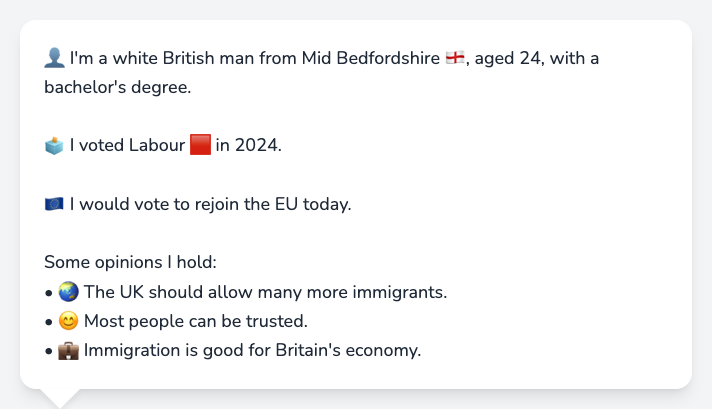 👤 I'm a white British man from Mid Bedfordshire 🏴󠁧󠁢󠁥󠁮󠁧󠁿, aged 24, with a
bachelor's degree.
🗳️ I voted Labour 🟥 in 2024.
🇪🇺 I would vote to rejoin the EU today.
Some opinions I hold:
• 🌏 The UK should allow many more immigrants.
• 😊 Most people can be trusted.
• 💼 Immigration is good for Britain's economy.